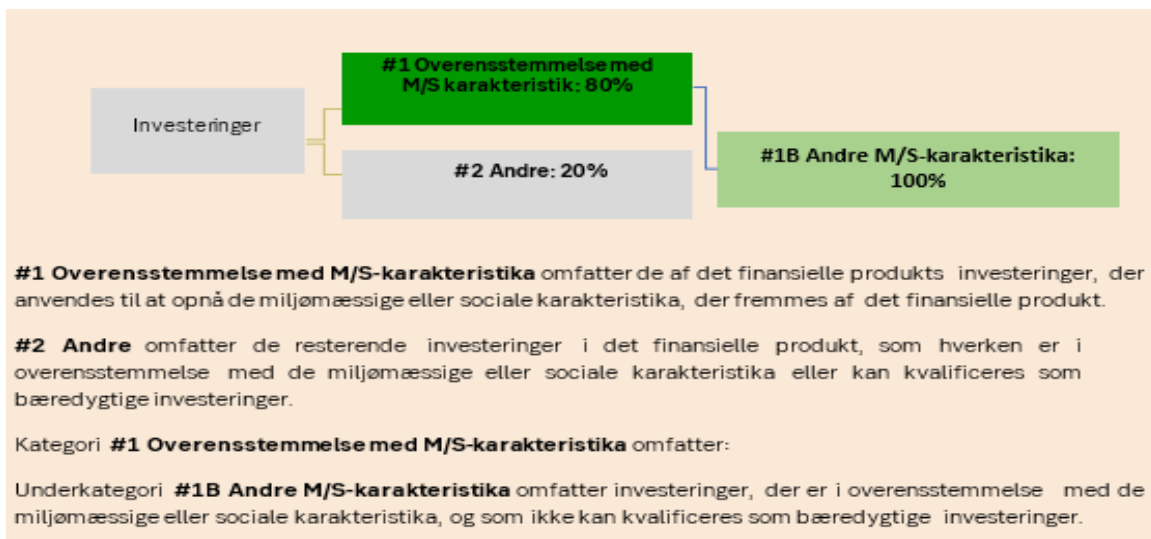 #1 Overensstemmelse med
M/S karakteristik: 80%
Investeringer
#2 Andre: 20%
#1B Andre M/S-karakteristika:
100%
#1 Overensstemmelse med M/S-karakteristika omfatter de af det finansielle produkts investeringer, der
anvendes til at opnå de miljømæssige eller sociale karakteristika, der fremmes af det finansielle produkt.
#2 Andre omfatter de resterende investeringer i det finansielle produkt, som hverken er i
overensstemmelse med de miljømæssige eller sociale karakteristika eller kan kvalificeres som
bæredygtige investeringer.
Kategori #1 Overensstemmelse med M/S-karakteristika omfatter:
Underkategori #1B Andre M/S-karakteristika omfatter investeringer, der er i overensstemmelse med de
miljømæssige eller sociale karakteristika, og som ikke kan kvalificeres som bæredygtige investeringer.